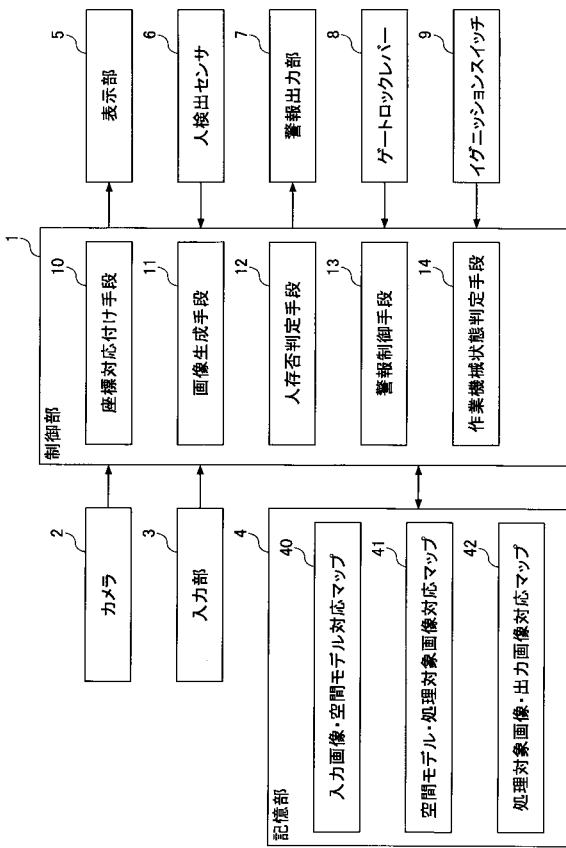 2
カメラ
3
入力部
4
記憶部
40
入力画像・空間モデル対応マップ
41
空間モデル・処理対象画像対応マップ
42
処理対象画像・出力画像対応マップ
1
制御部
10
座標対応付け手段
11
画像生成手段
12
人存否判定手段
13
警報制御手段
14
作業機械状態判定手段
5
表示部
6
人検出センサ
7
警報出力部
8
ゲートロックレバー
9
イグニッションスイッチ